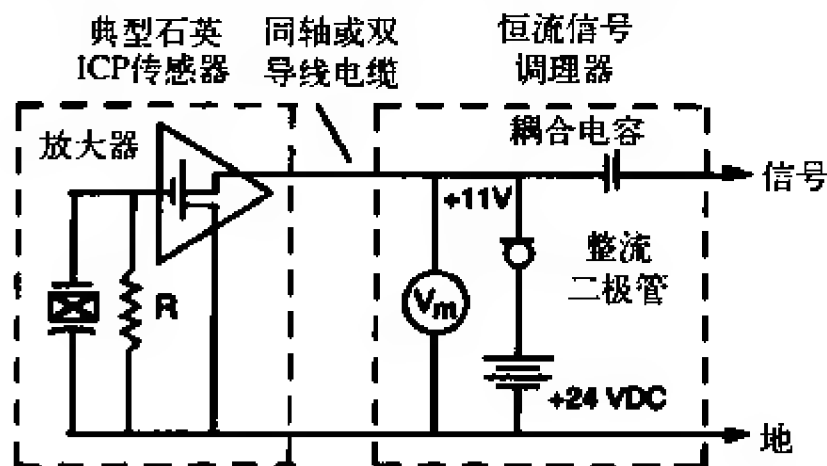 典型石英
ICP传感器
同轴或双
导线电缆
恒流信号
调理器
放大器
耦合电容
信号
+11V
整流
二极管
R
Vm
+24 VDC
地